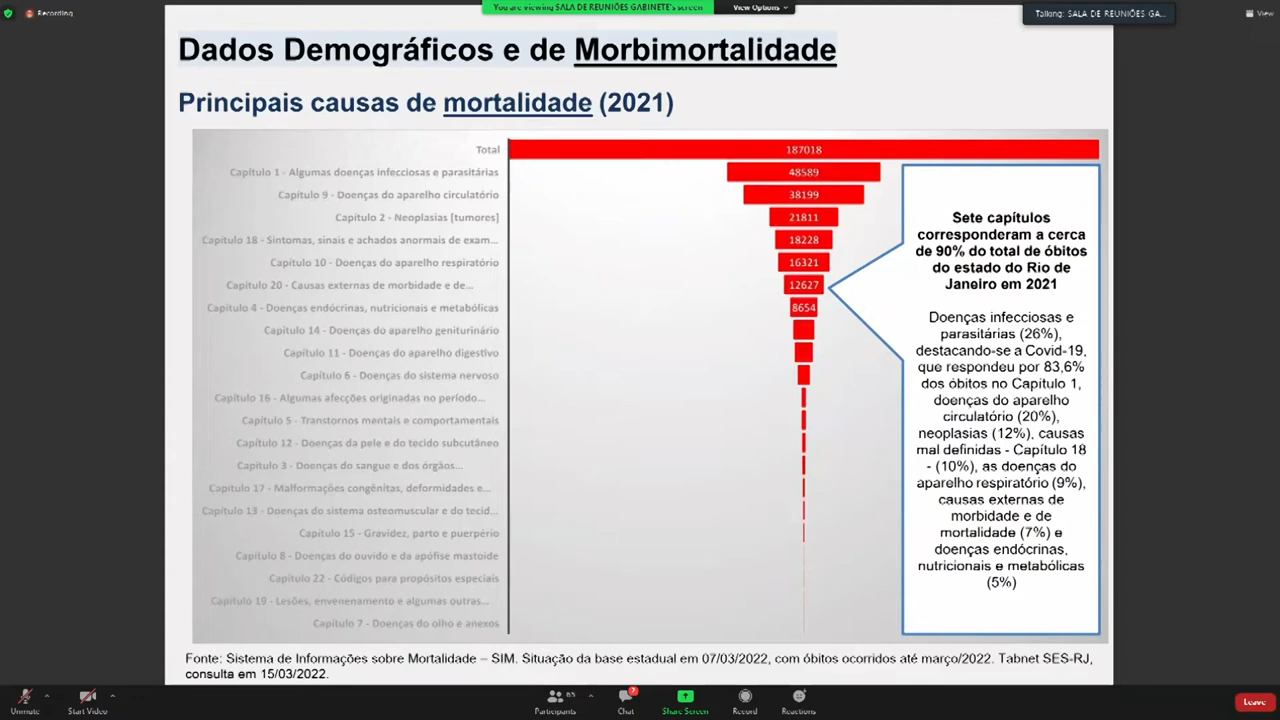 Recording
You are viewing SALA DE REUNIÕES GABINETE's screen
View Options
Talking: SALA DE REUNIÕES GA...
View
Dados Demográficos e de Morbimortalidade
Principais causas de mortalidade (2021)
Total
187018
Capítulo 1 - Algumas doenças infecciosas e parasitárias
48589
Capítulo 9 - Doenças do aparelho circulatório
38199
Capítulo 2 - Neoplasias [tumores]
21811
Capítulo 18 - Sintomas, sinais e achados anormais de exam...
18228
Capítulo 10 - Doenças do aparelho respiratório
16321
Capítulo 20 - Causas externas de morbidade e de...
12627
Capítulo 4 - Doenças endócrinas, nutricionais e metabólicas
8654
Capítulo 14 - Doenças do aparelho geniturinário
Capítulo 11 - Doenças do aparelho digestivo
Capítulo 6 - Doenças do sistema nervoso
Capítulo 16 - Algumas afecções originadas no período...
Capítulo 5 - Transtornos mentais e comportamentais
Capítulo 12 - Doenças da pele e do tecido subcutâneo
Capítulo 3 - Doenças do sangue e dos órgãos...
Capítulo 17 - Malformações congênitas, deformidades e...
Capítulo 13 - Doenças do sistema osteomuscular e do tecid...
Capítulo 15 - Gravidez, parto e puerpério
Capítulo 8 - Doenças do ouvido e da apófise mastoide
Capítulo 22 - Códigos para propósitos especiais
Capítulo 19 - Lesões, envenenamento e algumas outras...
Capítulo 7 - Doenças do olho e anexos
Sete capítulos
corresponderam a cerca
de 90% do total de óbitos
do estado do Rio de
Janeiro em 2021
Doenças infecciosas e
parasitárias (26%),
destacando-se a Covid-19,
que respondeu por 83,6%
dos óbitos no Capítulo 1,
doenças do aparelho
circulatório (20%),
neoplasias (12%), causas
mal definidas - Capítulo 18
- (10%), as doenças do
aparelho respiratório (9%),
causas externas de
morbidade e de
mortalidade (7%) e
doenças endócrinas,
nutricionais e metabólicas
(5%)
Fonte: Sistema de Informações sobre Mortalidade – SIM. Situação da base estadual em 07/03/2022, com óbitos ocorridos até março/2022. Tabnet SES-RJ,
consulta em 15/03/2022.
Unmute
Start Video
Participants
65
Chat
7
Share Screen
Record
Reactions
Leave